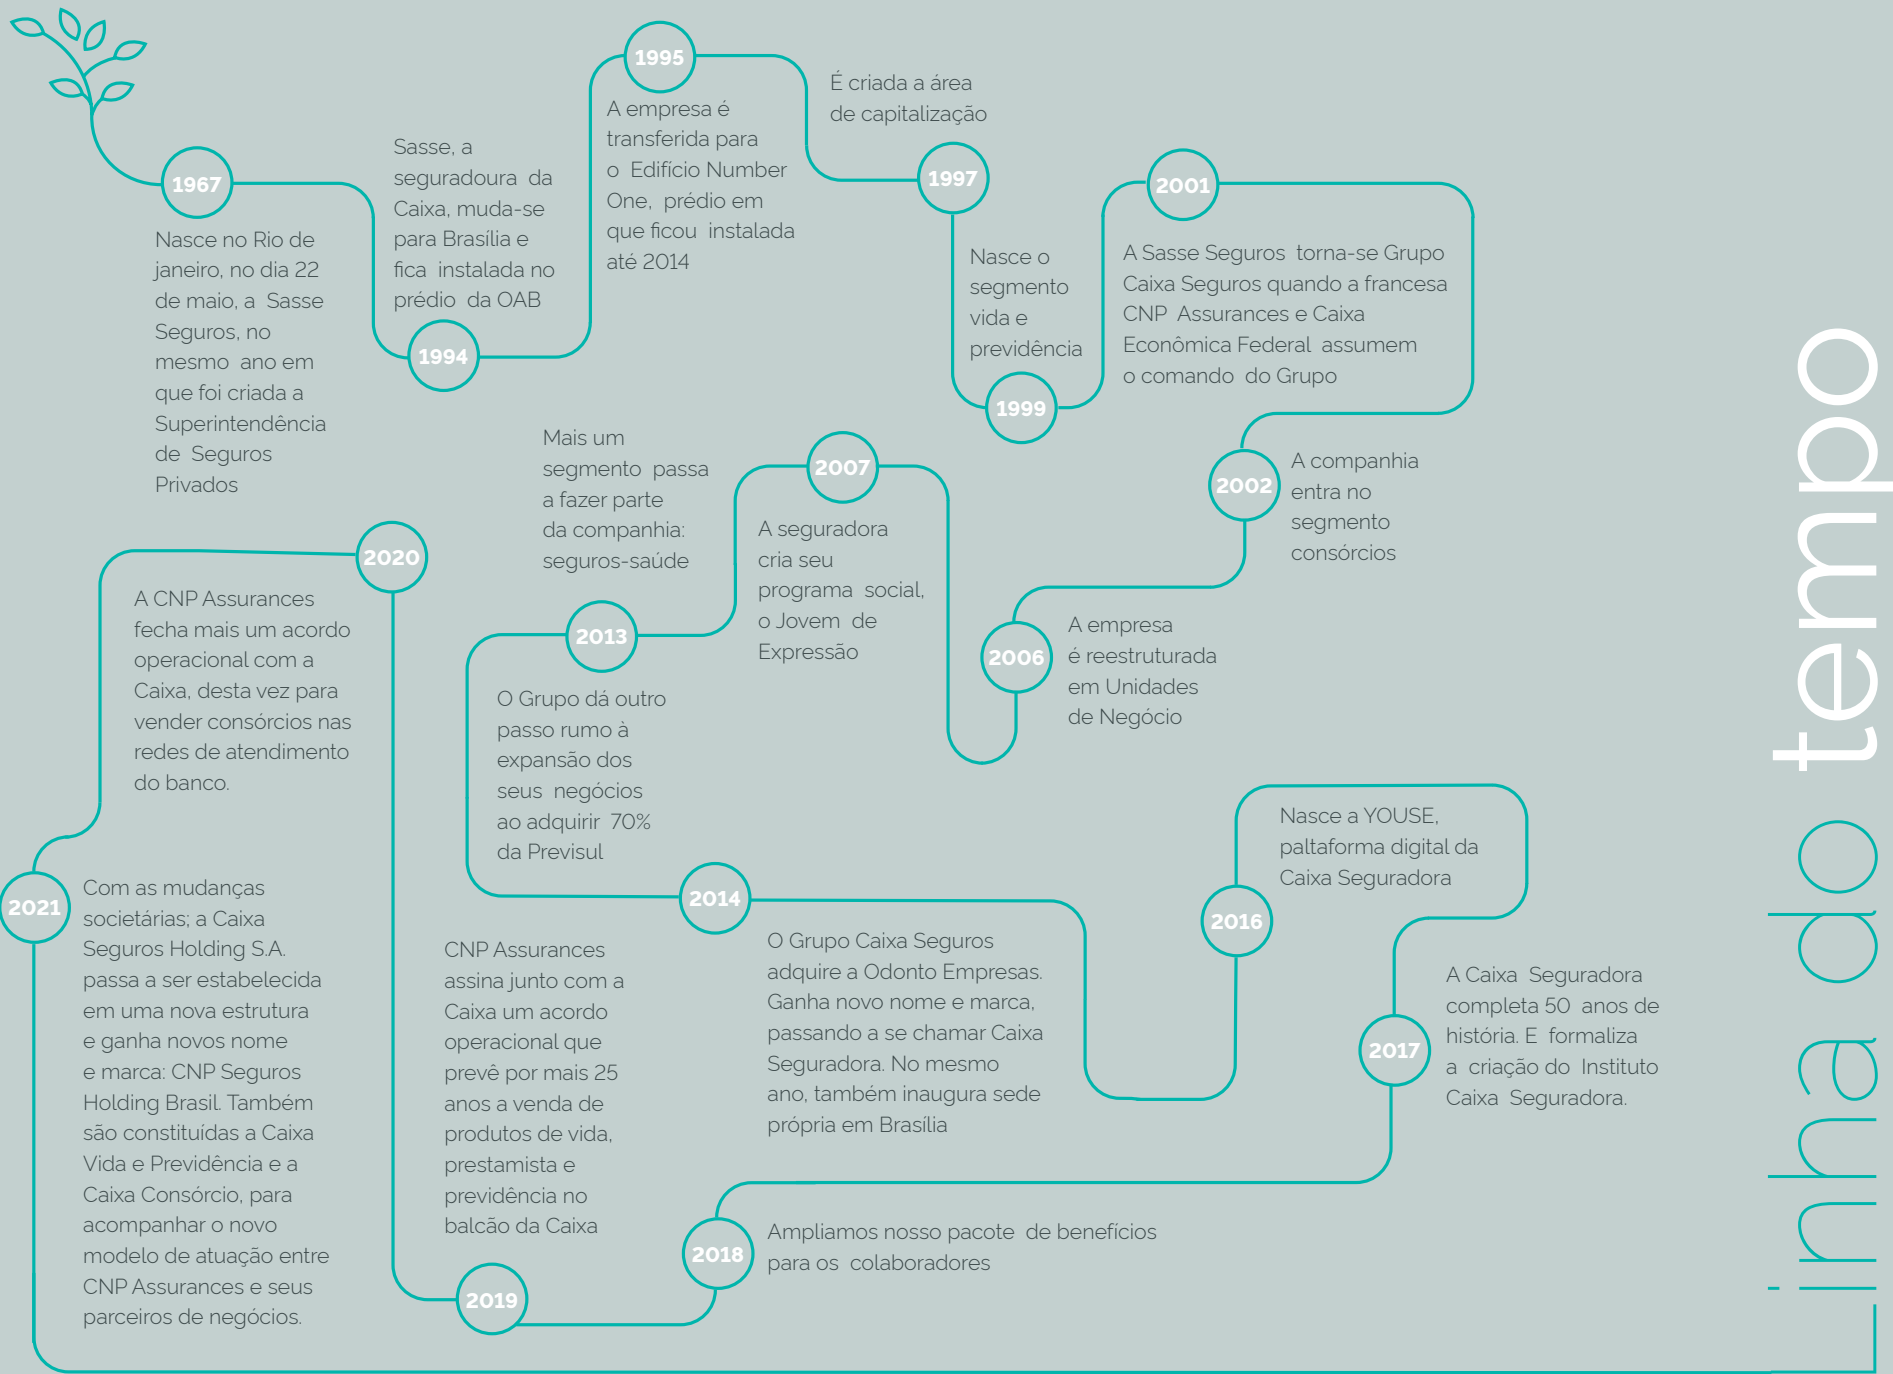 1967
Nasce no Rio de
janeiro, no dia 22
de maio, a Sasse
Seguros, no
mesmo ano em
que foi criada a
Superintendência
de Seguros
Privados
Sasse, a
seguradoura da
Caixa, muda-se
para Brasília e
fica instalada no
prédio da OAB
1994
1995
A empresa é
transferida para
o Edifício Number
One, prédio em
que ficou instalada
até 2014
É criada a área
de capitalização
1997
Nasce o
segmento
vida e
previdência
1999
2001
A Sasse Seguros torna-se Grupo
Caixa Seguros quando a francesa
CNP Assurances e Caixa
Econômica Federal assumem
o comando do Grupo
2002
A companhia
entra no
segmento
consórcios
2006
A empresa
é reestruturada
em Unidades
de Negócio
2007
A seguradora
cria seu
programa social,
o Jovem de
Expressão
Mais um
segmento passa
a fazer parte
da companhia:
seguros-saúde
2013
O Grupo dá outro
passo rumo à
expansão dos
seus negócios
ao adquirir 70%
da Previsul
2014
O Grupo Caixa Seguros
adquire a Odonto Empresas.
Ganha novo nome e marca,
passando a se chamar Caixa
Seguradora. No mesmo
ano, também inaugura sede
própria em Brasília
2016
Nasce a YOUSE,
paltaforma digital da
Caixa Seguradora
2017
A Caixa Seguradora
completa 50 anos de
história. E formaliza
a criação do Instituto
Caixa Seguradora.
2018
Ampliamos nosso pacote de benefícios
para os colaboradores
2019
CNP Assurances
assina junto com a
Caixa um acordo
operacional que
prevê por mais 25
anos a venda de
produtos de vida,
prestamista e
previdência no
balcão da Caixa
2020
A CNP Assurances
fecha mais um acordo
operacional com a
Caixa, desta vez para
vender consórcios nas
redes de atendimento
do banco.
2021
Com as mudanças
societárias; a Caixa
Seguros Holding S.A.
passa a ser estabelecida
em uma nova estrutura
e ganha novos nome
e marca: CNP Seguros
Holding Brasil. Também
são constituídas a Caixa
Vida e Previdência e a
Caixa Consórcio, para
acompanhar o novo
modelo de atuação entre
CNP Assurances e seus
parceiros de negócios.
Linha do tempo